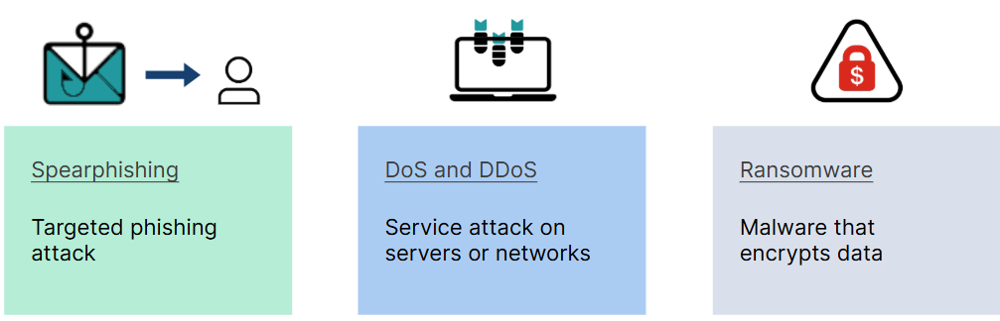 $
Spearphishing
Targeted phishing
attack
DoS and DDoS
Service attack on
servers or networks
Ransomware
Malware that
encrypts data